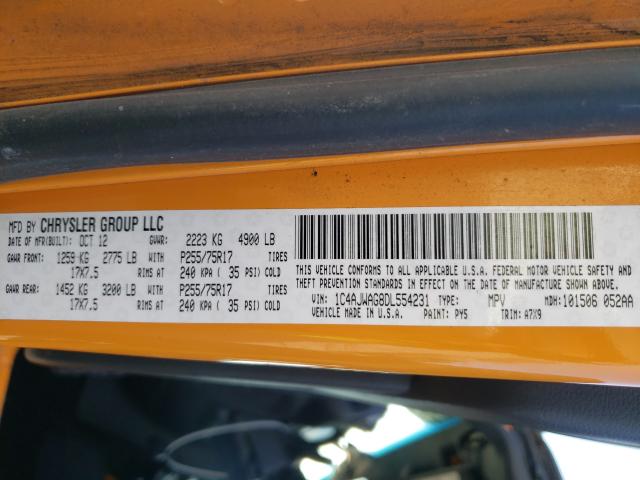 MFD BY CHRYSLER GROUP LLC
DATE OF MFR(BUILT): OCT 12 GVWR: 2223 KG 4900 LB
GAWR FRONT: 1259 KG 2775 LB P255/75R17 TIRES
17X7.5 RIMS AT 240 KPA ( 35 PSI) COLD
GAWR REAR: 1452 KG 3200 LB P255/75R17 TIRES
17X7.5 RIMS AT 240 KPA ( 35 PSI) COLD
THIS VEHICLE CONFORMS TO ALL APPLICABLE U.S.A. FEDERAL MOTOR VEHICLE SAFETY AND
THEFT PREVENTION STANDARDS IN EFFECT ON THE DATE OF MANUFACTURE SHOWN ABOVE.
VIN: 1C4AJWAG8DL554231 TYPE: MPV MDH: 101506 052AA
VEHICLE MADE IN U.S.A. PAINT: PY5 TRIM: A7X9